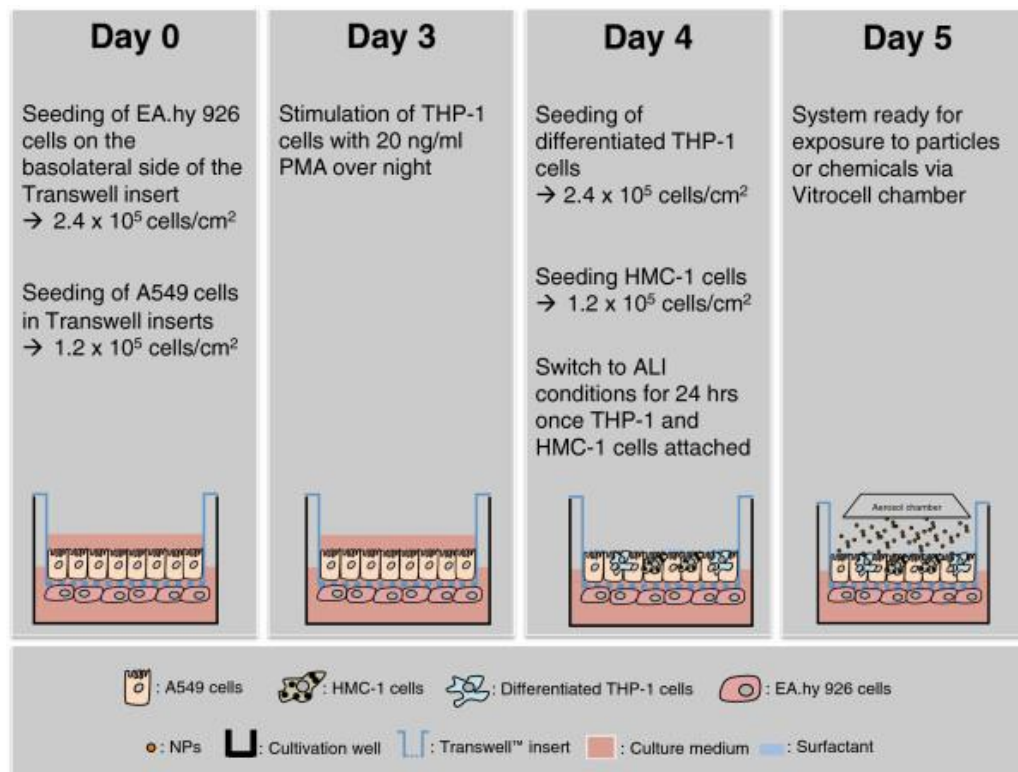 Day 0
Seeding of EA.hy 926
cells on the
basolateral side of the
Transwell insert
→ 2.4 x 10⁵ cells/cm²
Seeding of A549 cells
in Transwell inserts
→ 1.2 x 10⁵ cells/cm²
Day 3
Stimulation of THP-1
cells with 20 ng/ml
PMA over night
Day 4
Seeding of
differentiated THP-1
cells
→ 2.4 x 10⁵ cells/cm²
Seeding HMC-1 cells
→ 1.2 x 10⁵ cells/cm²
Switch to ALI
conditions for 24 hrs
once THP-1 and
HMC-1 cells attached
Day 5
System ready for
exposure to particles
or chemicals via
Vitrocell chamber
Aerosol chamber
: A549 cells : HMC-1 cells : Differentiated THP-1 cells : EA.hy 926 cells
: NPs : Cultivation well : Transwell™ insert : Culture medium : Surfactant